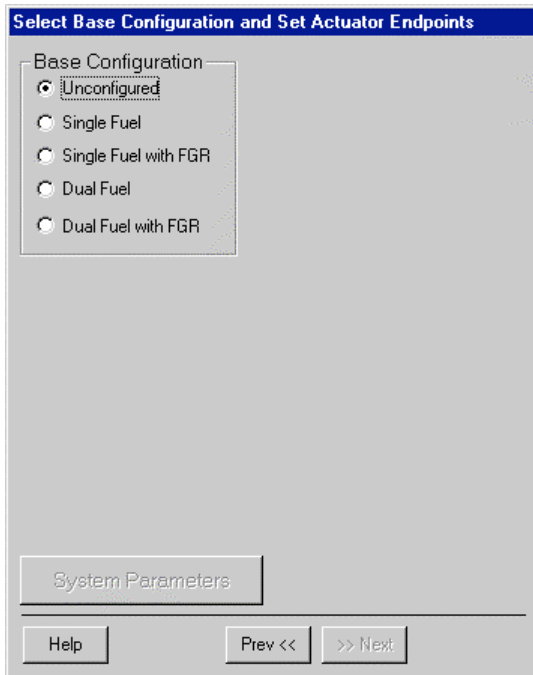 Select Base Configuration and Set Actuator Endpoints
Base Configuration
Unconfigured
Single Fuel
Single Fuel with FGR
Dual Fuel
Dual Fuel with FGR
System Parameters
Help
Prev <<
>> Next